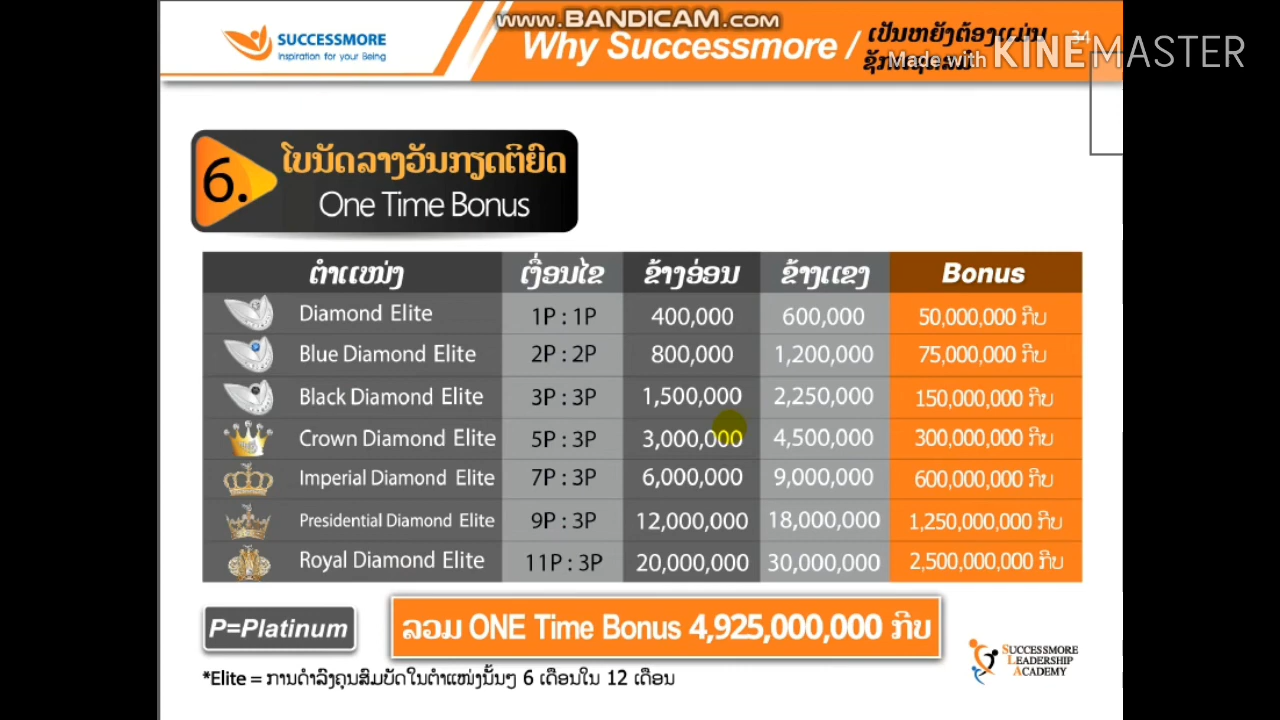 www.BANDICAM.com
SUCCESSMORE
Inspiration for your Being
Why Successmore / ເປັນຫຍັງຕ້ອງແມ່ນ
34
Made with KINEMASTER
6.
ໂບນັດລາງວັນກຽດຕິຍົດ
One Time Bonus
ຕຳແໜ່ງ ເງື່ອນໄຂ ຂ້າງອ່ອນ ຂ້າງແຂງ Bonus
Diamond Elite 1P : 1P 400,000 600,000 50,000,000 ກີບ
Blue Diamond Elite 2P : 2P 800,000 1,200,000 75,000,000 ກີບ
Black Diamond Elite 3P : 3P 1,500,000 2,250,000 150,000,000 ກີບ
Crown Diamond Elite 5P : 3P 3,000,000 4,500,000 300,000,000 ກີບ
Imperial Diamond Elite 7P : 3P 6,000,000 9,000,000 600,000,000 ກີບ
Presidential Diamond Elite 9P : 3P 12,000,000 18,000,000 1,250,000,000 ກີບ
Royal Diamond Elite 11P : 3P 20,000,000 30,000,000 2,500,000,000 ກີບ
P=Platinum
ລວມ ONE Time Bonus 4,925,000,000 ກີບ
*Elite = ການດຳລົງຄຸນສົມບັດໃນຕຳແໜ່ງນັ້ນໆ 6 ເດືອນໃນ 12 ເດືອນ
SUCCESSMORE
LEADERSHIP
ACADEMY